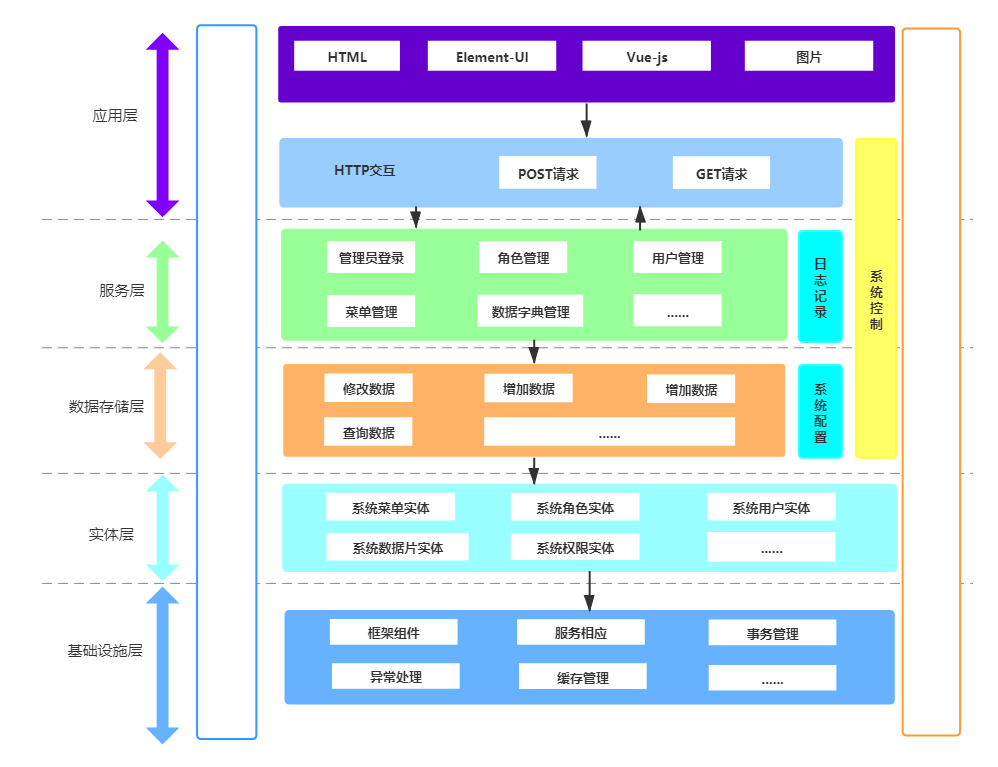 HTML
Element-UI
Vue-js
图片
应用层
HTTP交互
POST请求
GET请求
服务层
管理员登录
角色管理
用户管理
菜单管理
数据字典管理
......
日志记录
系统控制
数据存储层
修改数据
增加数据
增加数据
查询数据
......
系统配置
实体层
系统菜单实体
系统角色实体
系统用户实体
系统数据片实体
系统权限实体
......
基础设施层
框架组件
服务相应
事务管理
异常处理
缓存管理
......